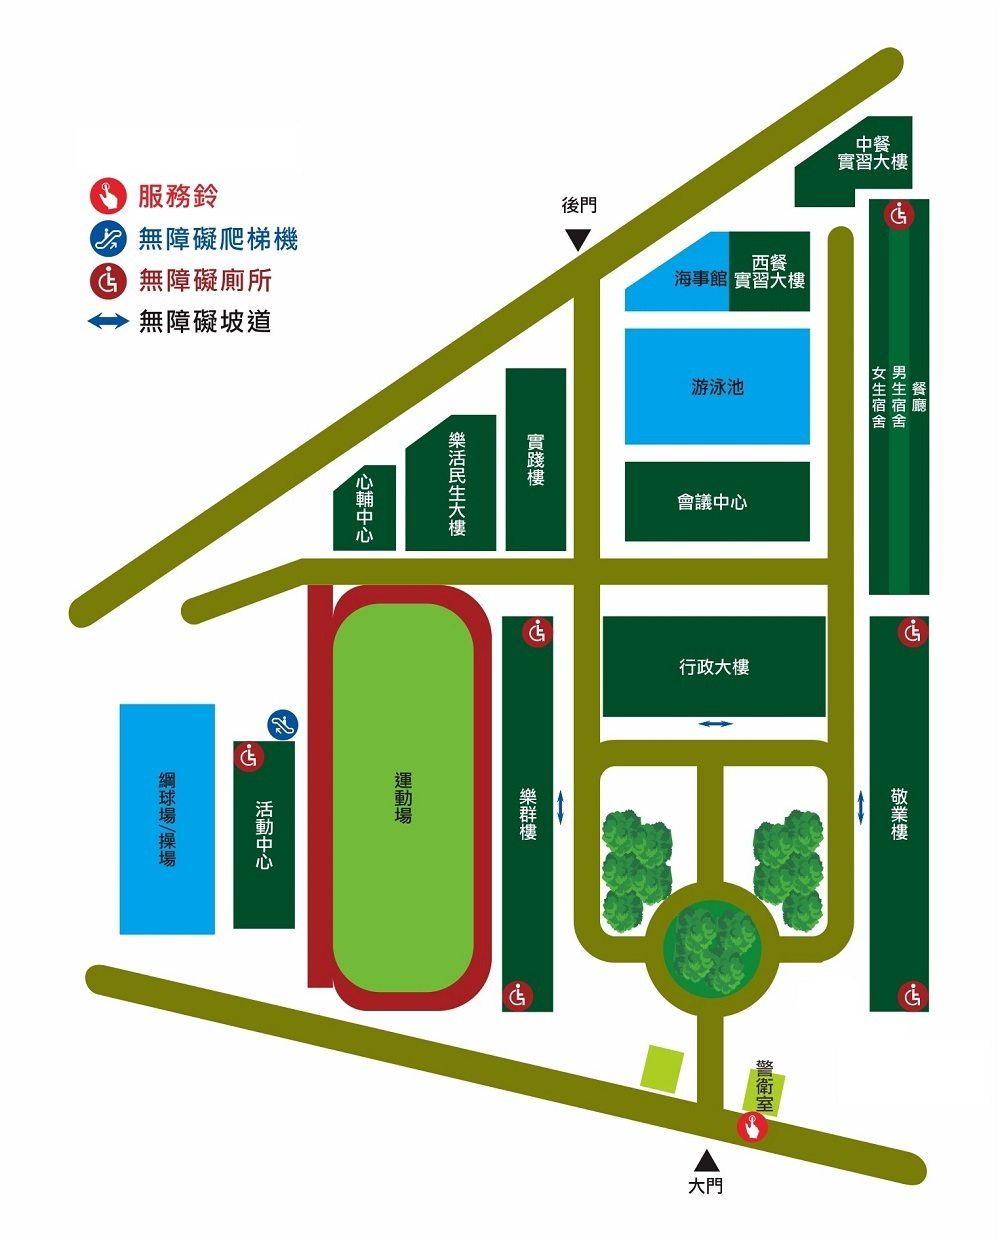 服務鈴
無障礙爬梯機
無障礙廁所
無障礙坡道
中餐
實習大樓
後門
海事館
西餐
實習大樓
游泳池
女生宿舍
男生宿舍
餐廳
心輔中心
樂活民生大樓
實踐樓
會議中心
行政大樓
綱球場/操場
活動中心
運動場
樂群樓
敬業樓
警衛室
大門